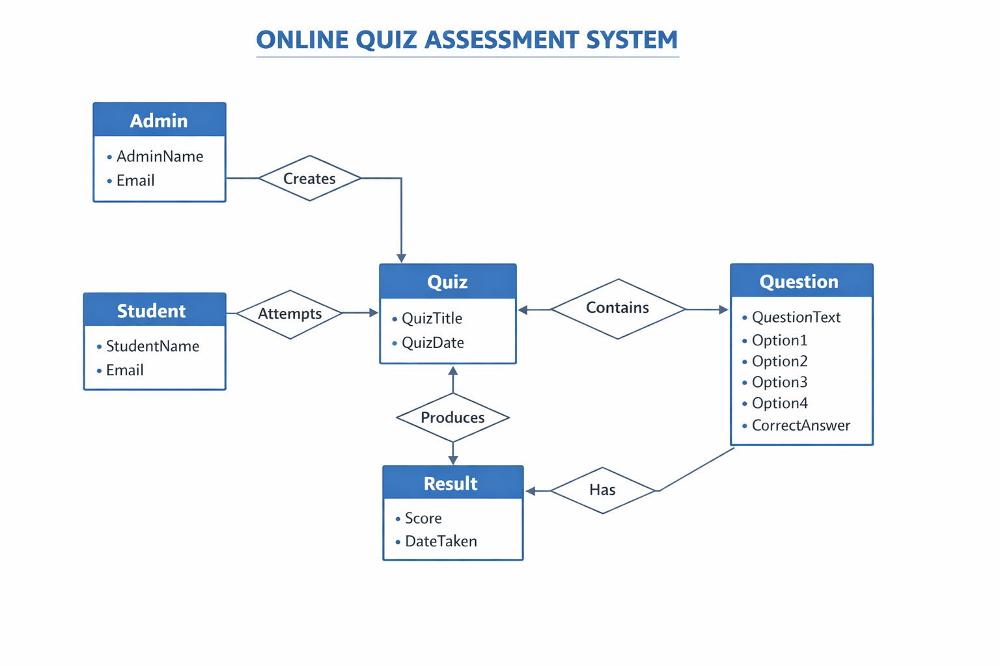 ONLINE QUIZ ASSESSMENT SYSTEM
Admin
• AdminName
• Email
Creates
Student
• StudentName
• Email
Attempts
Quiz
• QuizTitle
• QuizDate
Contains
Question
• QuestionText
• Option1
• Option2
• Option3
• Option4
• CorrectAnswer
Produces
Result
• Score
• DateTaken
Has